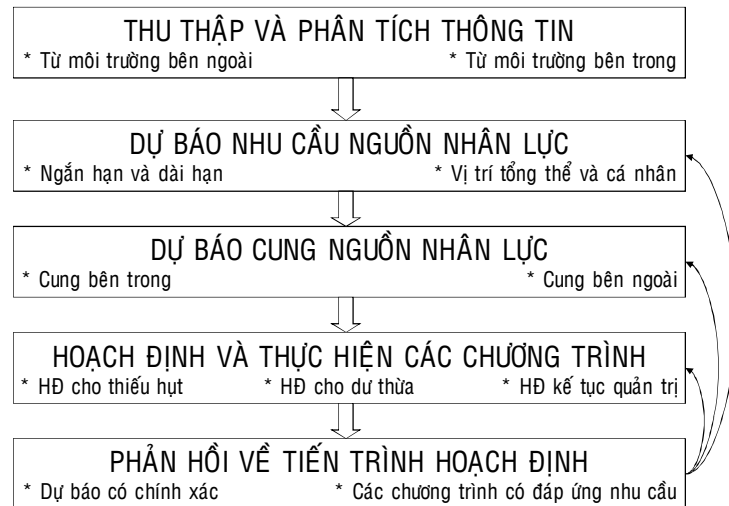 THU THẬP VÀ PHÂN TÍCH THÔNG TIN
* Từ môi trường bên ngoài * Từ môi trường bên trong
DỰ BÁO NHU CẦU NGUỒN NHÂN LỰC
* Ngắn hạn và dài hạn * Vị trí tổng thể và cá nhân
DỰ BÁO CUNG NGUỒN NHÂN LỰC
* Cung bên trong * Cung bên ngoài
HOẠCH ĐỊNH VÀ THỰC HIỆN CÁC CHƯƠNG TRÌNH
* HĐ cho thiếu hụt * HĐ cho dư thừa * HĐ kế tục quản trị
PHẢN HỒI VỀ TIẾN TRÌNH HOẠCH ĐỊNH
* Dự báo có chính xác * Các chương trình có đáp ứng nhu cầu